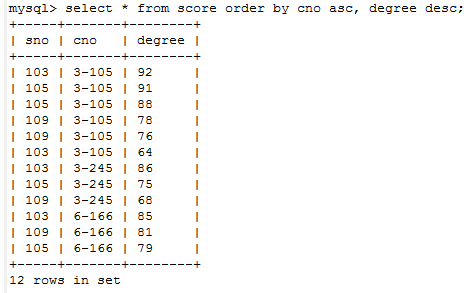 mysql> select * from score order by cno asc, degree desc;
+-----+-------+--------+
| sno | cno   | degree |
+-----+-------+--------+
| 103 | 3-105 | 92     |
| 105 | 3-105 | 91     |
| 105 | 3-105 | 88     |
| 109 | 3-105 | 78     |
| 109 | 3-105 | 76     |
| 103 | 3-105 | 64     |
| 103 | 3-245 | 86     |
| 105 | 3-245 | 75     |
| 109 | 3-245 | 68     |
| 103 | 6-166 | 85     |
| 109 | 6-166 | 81     |
| 105 | 6-166 | 79     |
+-----+-------+--------+
12 rows in set